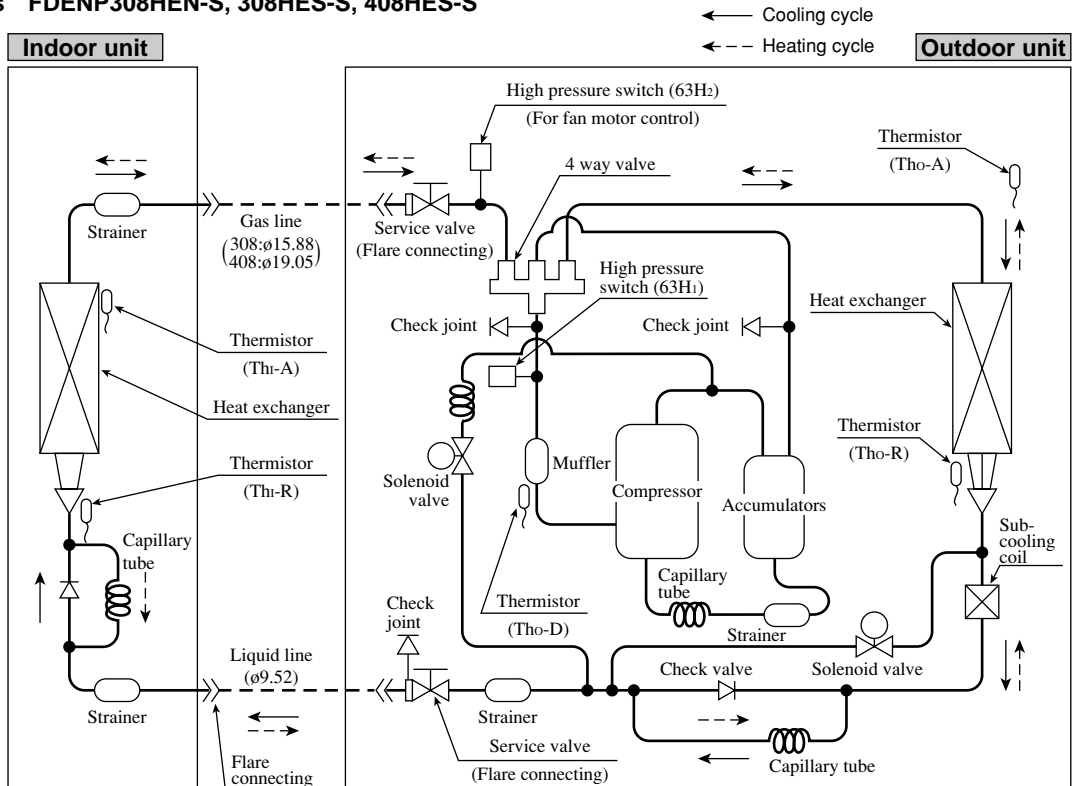 s FDENP308HEN-S, 308HES-S, 408HES-S
Cooling cycle
Heating cycle
Indoor unit
Outdoor unit
High pressure switch (63H2)
(For fan motor control)
4 way valve
Thermistor
(Tho-A)
Strainer
Gas line
(308:ø15.88
408:ø19.05)
Service valve
(Flare connecting)
High pressure
switch (63H1)
Check joint
Check joint
Heat exchanger
Thermistor
(ThI-A)
Heat exchanger
Thermistor
(ThI-R)
Solenoid
valve
Muffler
Compressor
Accumulators
Thermistor
(Tho-R)
Sub-
cooling
coil
Capillary
tube
Capillary
tube
Strainer
Thermistor
(Tho-D)
Check
joint
Liquid line
(ø9.52)
Check valve
Solenoid valve
Strainer
Strainer
Service valve
(Flare connecting)
Capillary tube
Flare
connecting